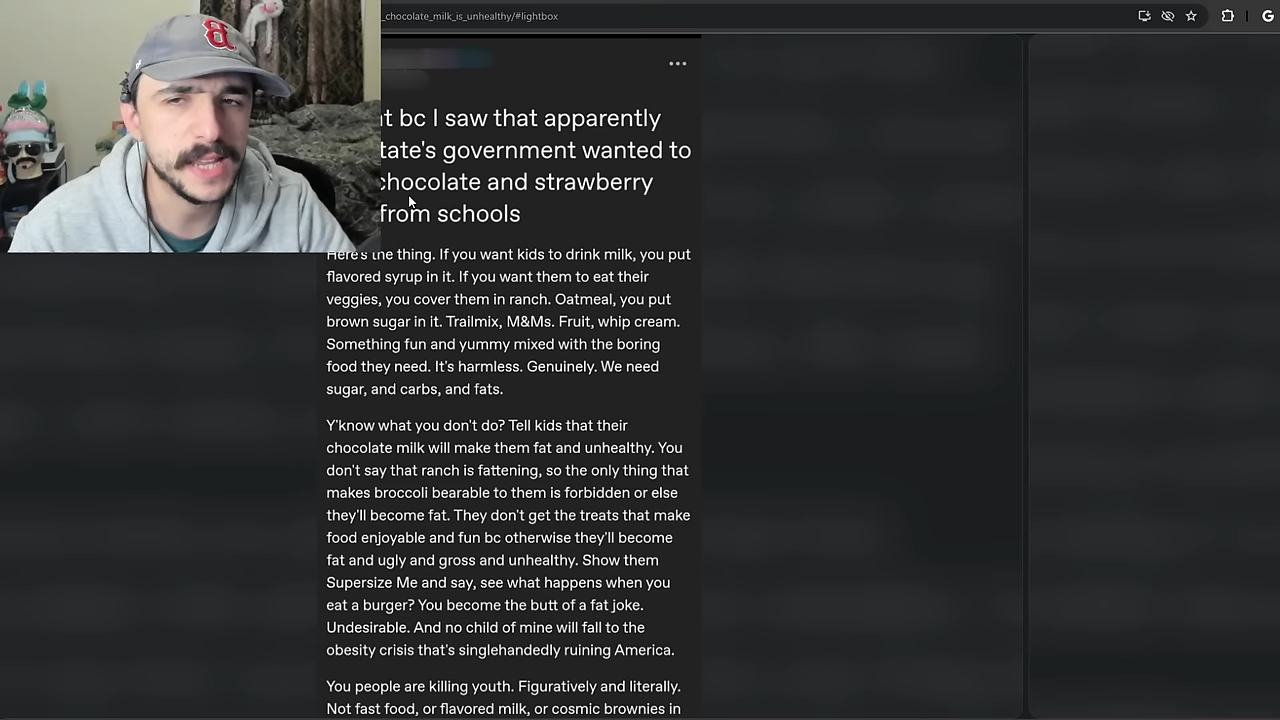 _chocolate_milk_is_unhealthy/#lightbox
bc I saw that apparently
government wanted to
chocolate and strawberry
from schools
Here's the thing. If you want kids to drink milk, you put
flavored syrup in it. If you want them to eat their
veggies, you cover them in ranch. Oatmeal, you put
brown sugar in it. Trailmix, M&Ms. Fruit, whip cream.
Something fun and yummy mixed with the boring
food they need. It's harmless. Genuinely. We need
sugar, and carbs, and fats.
Y'know what you don't do? Tell kids that their
chocolate milk will make them fat and unhealthy. You
don't say that ranch is fattening, so the only thing that
makes broccoli bearable to them is forbidden or else
they'll become fat. They don't get the treats that make
food enjoyable and fun bc otherwise they'll become
fat and ugly and gross and unhealthy. Show them
Supersize Me and say, see what happens when you
eat a burger? You become the butt of a fat joke.
Undesirable. And no child of mine will fall to the
obesity crisis that's singlehandedly ruining America.
You people are killing youth. Figuratively and literally.
Not fast food, or flavored milk, or cosmic brownies in